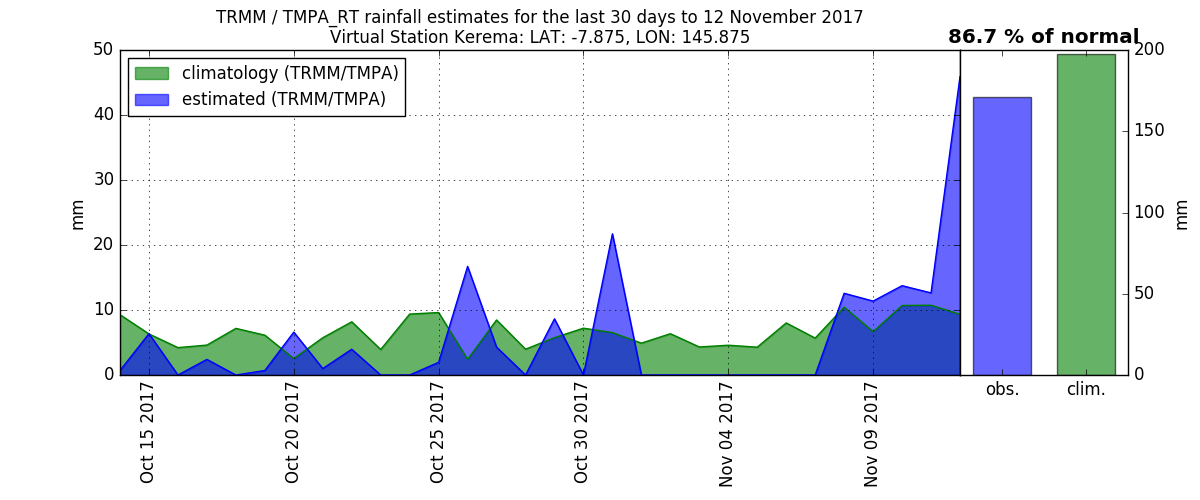 TRMM / TMPA_RT rainfall estimates for the last 30 days to 12 November 2017
Virtual Station Kerema: LAT: -7.875, LON: 145.875
86.7 % of normal
climatology (TRMM/TMPA)
estimated (TRMM/TMPA)
50
40
30
20
10
0
mm
Oct 15 2017
Oct 20 2017
Oct 25 2017
Oct 30 2017
Nov 04 2017
Nov 09 2017
obs.
clim.
200
150
100
50
0
mm